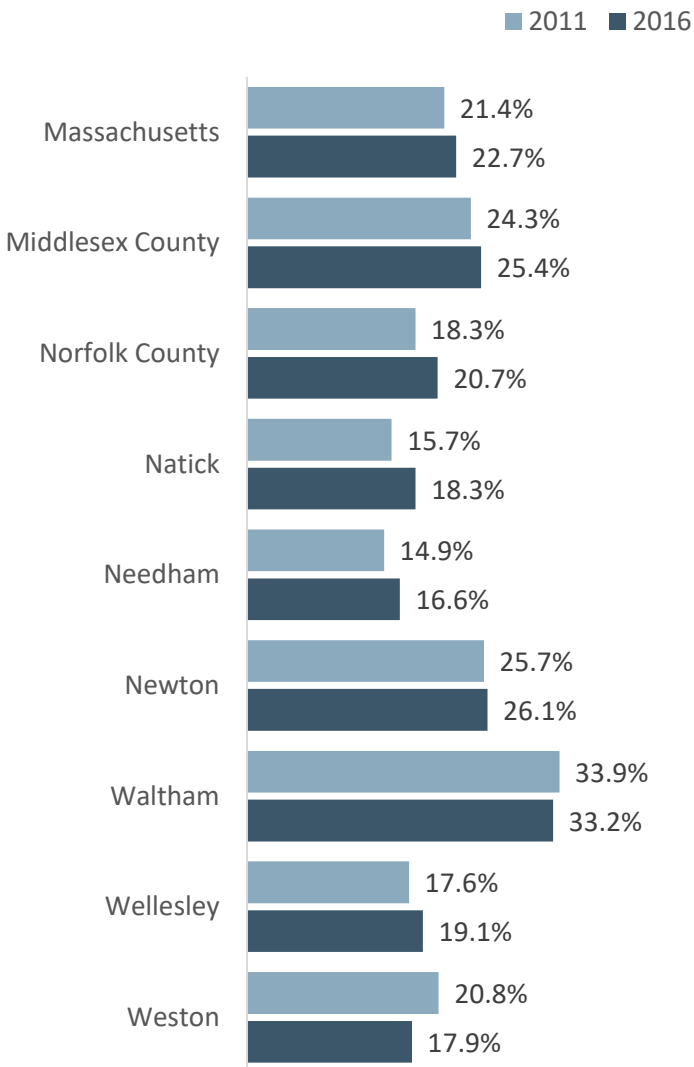 2011 2016
Massachusetts
21.4%
22.7%
Middlesex County
24.3%
25.4%
Norfolk County
18.3%
20.7%
Natick
15.7%
18.3%
Needham
14.9%
16.6%
Newton
25.7%
26.1%
Waltham
33.9%
33.2%
Wellesley
17.6%
19.1%
Weston
20.8%
17.9%